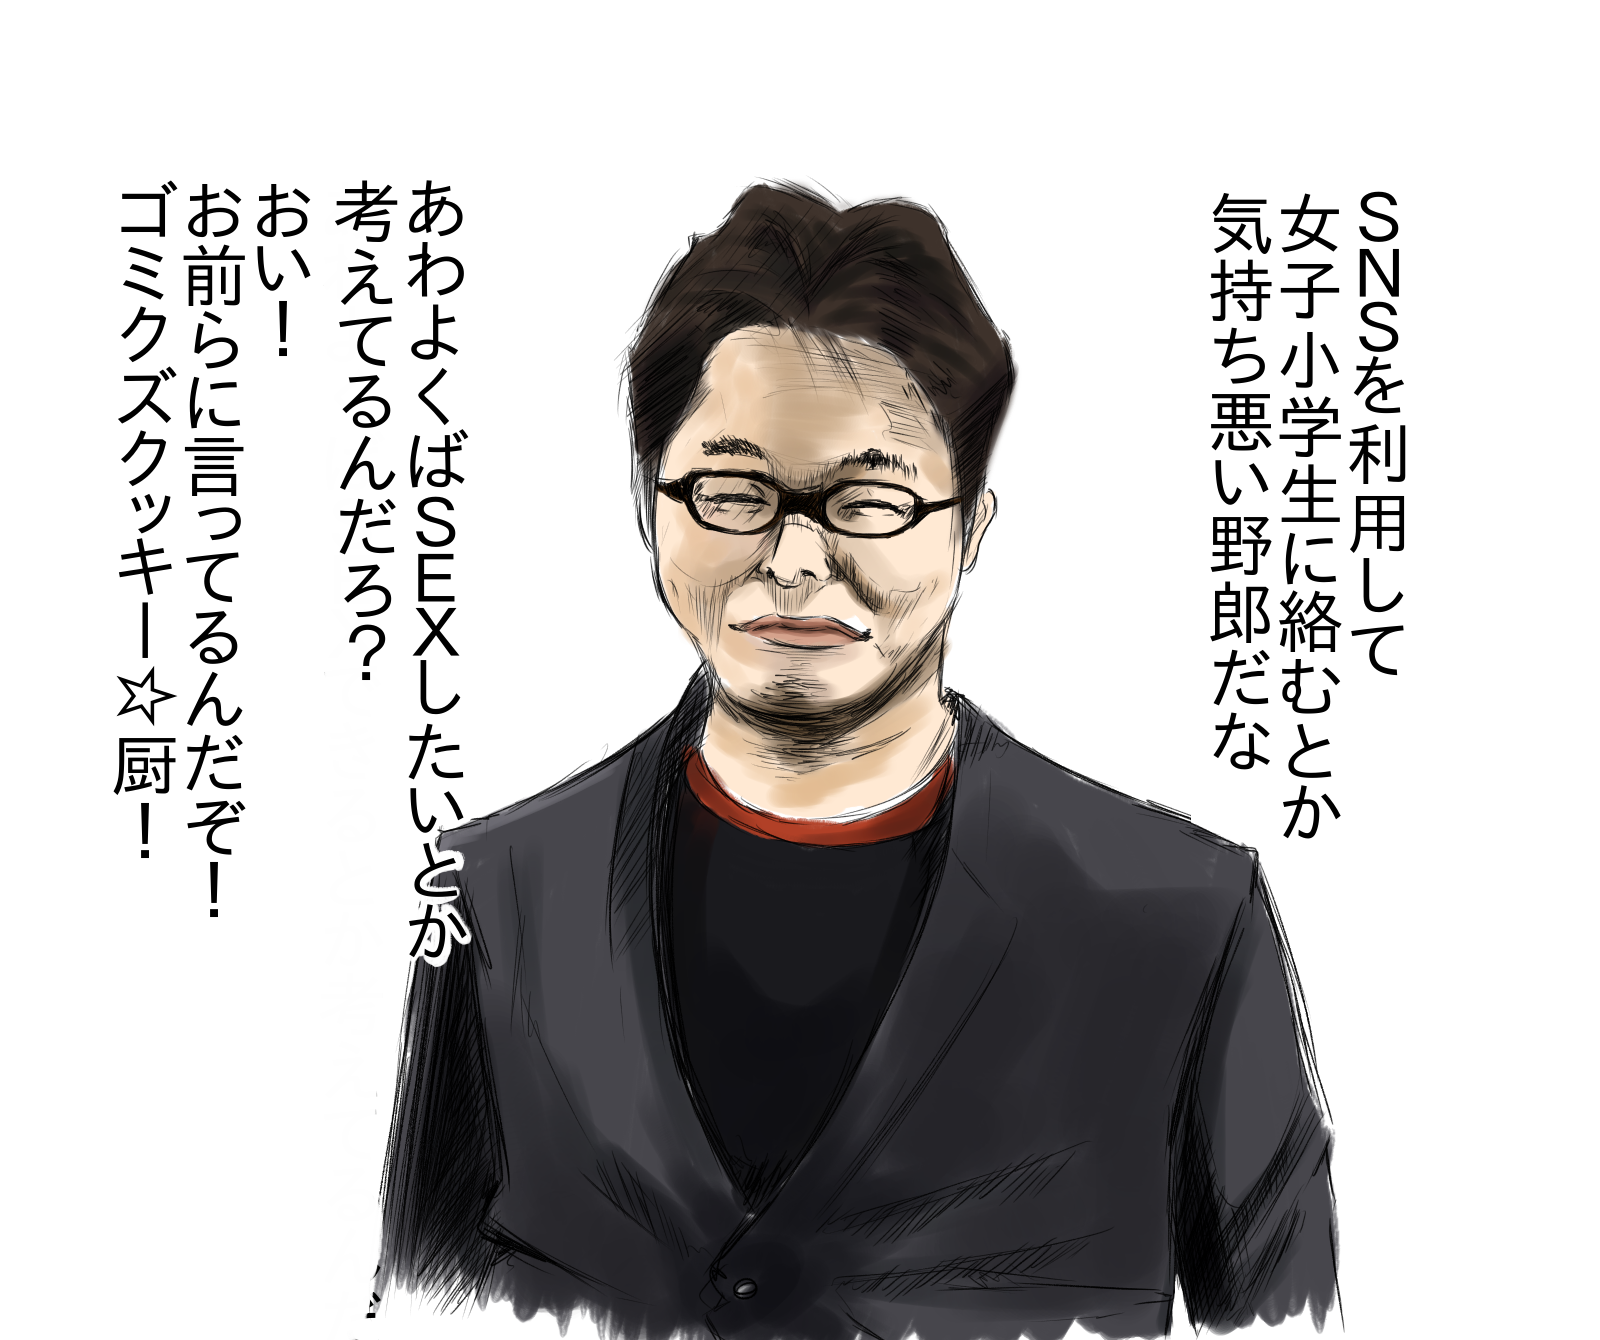 SNSを利用して
女子小学生に絡むとか
気持ち悪い野郎だな
あわよくばSEXしたいとか
考えてるんだろ？
おい！
お前らに言ってるんだぞ！
ゴミクズクッキー☆厨！